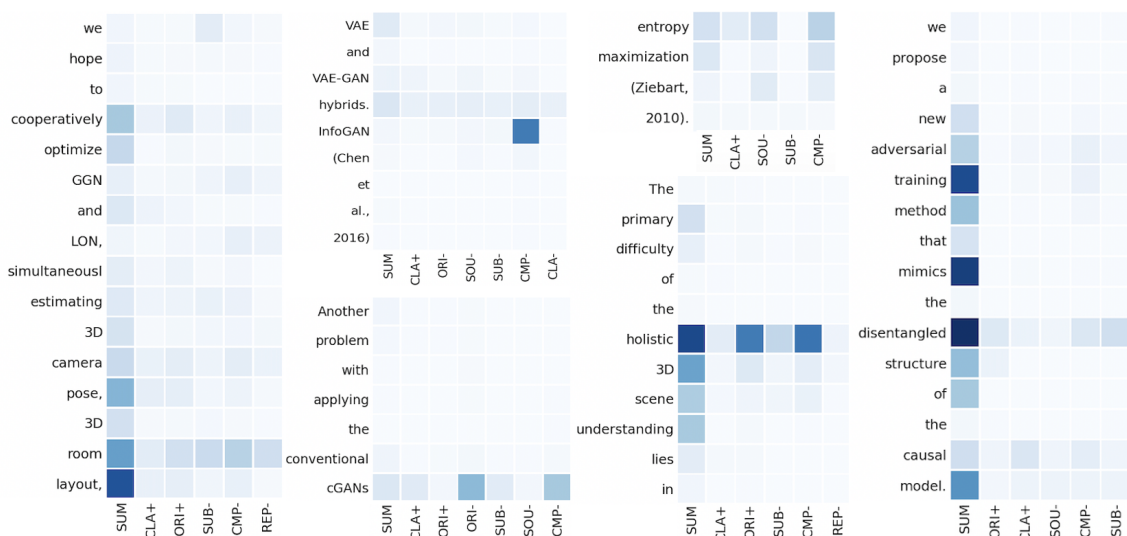 we
hope
to
cooperatively
optimize
GGN
and
LON,
simultaneousl
estimating
3D
camera
pose,
3D
room
layout,
SUM
CLA+
ORI+
SUB-
CMP-
REP-
VAE
and
VAE-GAN
hybrids.
InfoGAN
(Chen
et
al.,
2016)
SUM
CLA+
ORI-
SOU-
SUB-
CMP-
CLA-
Another
problem
with
applying
the
conventional
cGANs
SUM
CLA+
ORI+
ORI-
SUB-
SOU-
CMP-
entropy
maximization
(Ziebart,
2010).
SUM
CLA+
SOU-
SUB-
CMP-
The
primary
difficulty
of
the
holistic
3D
scene
understanding
lies
in
SUM
CLA+
ORI+
SUB-
CMP-
REP-
we
propose
a
new
adversarial
training
method
that
mimics
the
disentangled
structure
of
the
causal
model.
SUM
ORI+
CLA+
SOU-
CMP-
SUB-